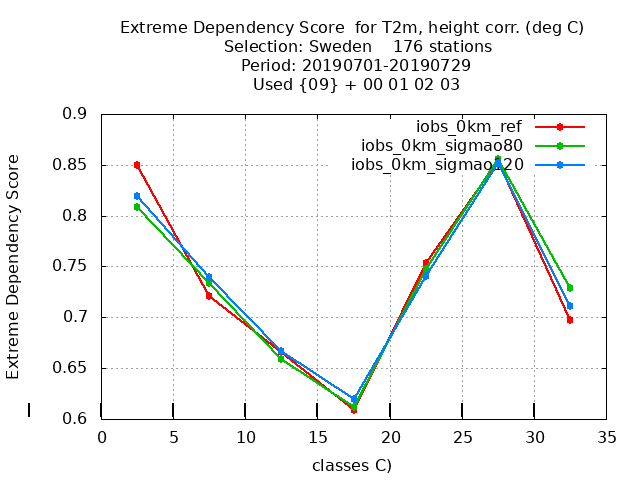 Extreme Dependency Score  for T2m, height corr. (deg C)
Selection: Sweden    176 stations
Period: 20190701-20190729
Used {09} + 00 01 02 03
iobs_0km_ref
iobs_0km_sigmao80
iobs_0km_sigmao120
Extreme Dependency Score
0.9
0.85
0.8
0.75
0.7
0.65
0.6
0 5 10 15 20 25 30 35
classes C)